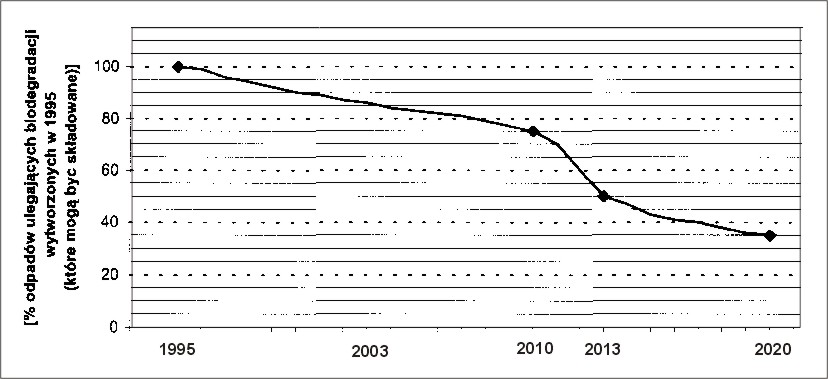 [% odpadów ulegających biodegradacji
wytworzonych w 1995
(które mogą być składowane)]
100
80
60
40
20
0
1995 2003 2010 2013 2020